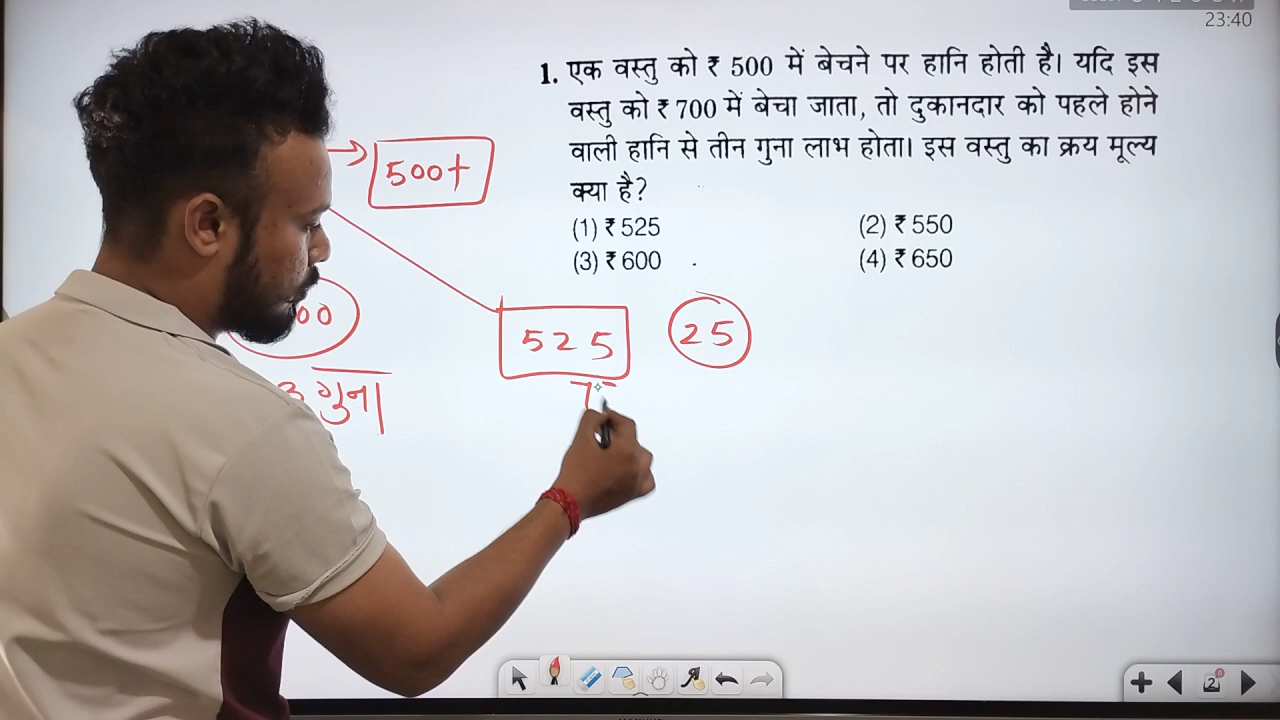 23:40
1. एक वस्तु को ₹ 500 में बेचने पर हानि होती है। यदि इस
वस्तु को ₹ 700 में बेचा जाता, तो दुकानदार को पहले होने
वाली हानि से तीन गुना लाभ होता। इस वस्तु का क्रय मूल्य
क्या है?
(1) ₹ 525 (2) ₹ 550
(3) ₹ 600 (4) ₹ 650
500+
525 25
गुना
2